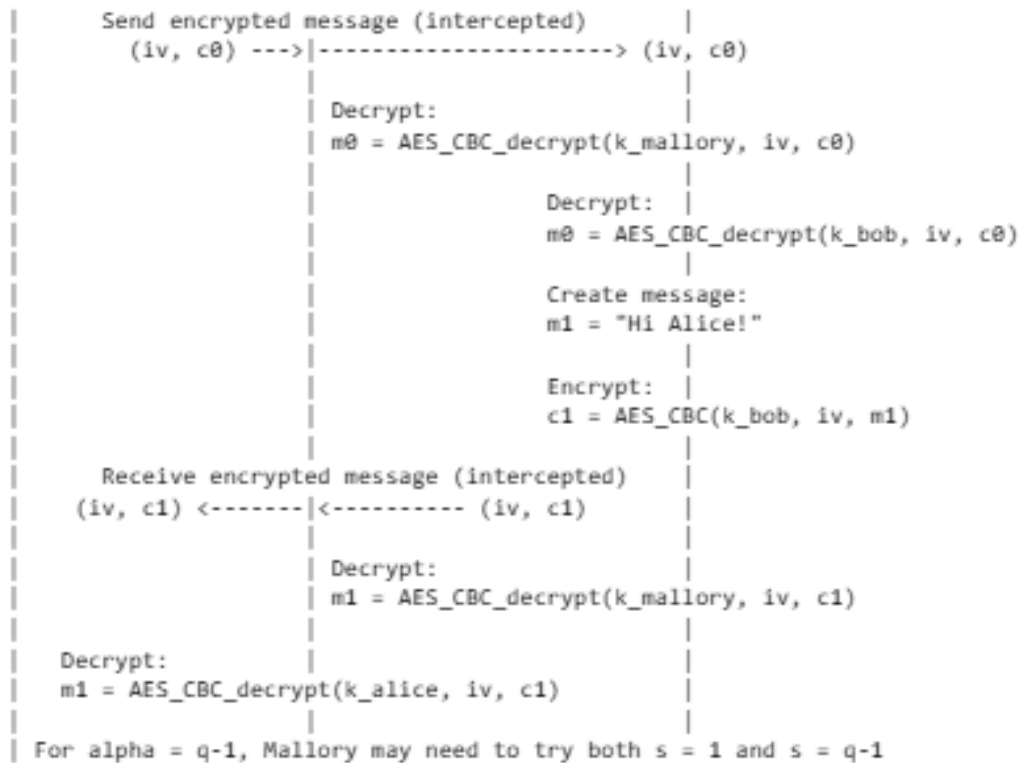 Send encrypted message (intercepted) |
(iv, c0) --->|----------------------> (iv, c0)
Decrypt:
m0 = AES_CBC_decrypt(k_mallory, iv, c0)
Decrypt: |
m0 = AES_CBC_decrypt(k_bob, iv, c0)
Create message:
m1 = "Hi Alice!"
Encrypt: |
c1 = AES_CBC(k_bob, iv, m1)
Receive encrypted message (intercepted) |
(iv, c1) <-------|<---------- (iv, c1) |
Decrypt:
m1 = AES_CBC_decrypt(k_mallory, iv, c1)
Decrypt:
m1 = AES_CBC_decrypt(k_alice, iv, c1)
For alpha = q-1, Mallory may need to try both s = 1 and s = q-1